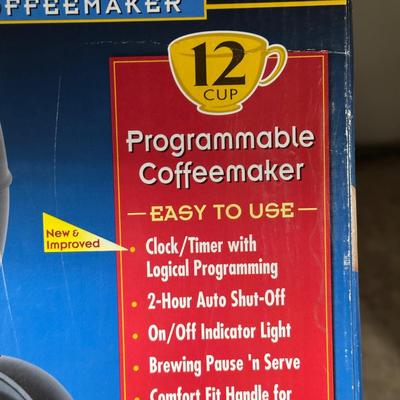 COFFEEMAKER
12
CUP
Programmable
Coffeemaker
EASY TO USE
New &
Improved
• Clock/Timer with
Logical Programming
• 2-Hour Auto Shut-Off
• On/Off Indicator Light
• Brewing Pause 'n Serve
• Comfort Fit Handle for